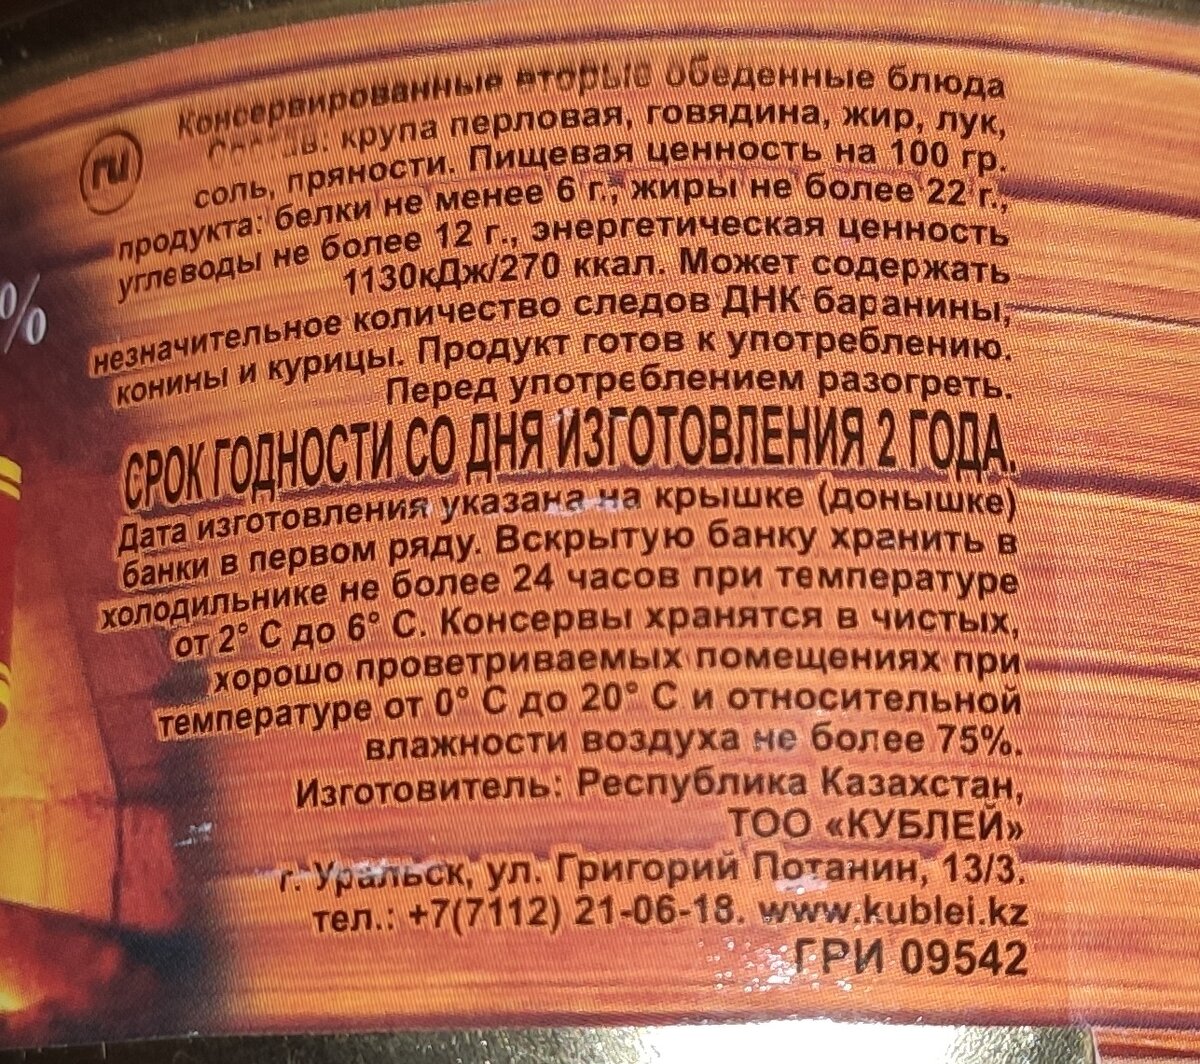 %
ru
Консервированные вторые обеденные блюда
Состав: крупа перловая, говядина, жир, лук,
соль, пряности. Пищевая ценность на 100 гр.
продукта: белки не менее 6 г., жиры не более 22 г.,
углеводы не более 12 г., энергетическая ценность
1130кДж/270 ккал. Может содержать
незначительное количество следов ДНК баранины,
конины и курицы. Продукт готов к употреблению.
Перед употреблением разогреть.
СРОК ГОДНОСТИ СО ДНЯ ИЗГОТОВЛЕНИЯ 2 ГОДА.
Дата изготовления указана на крышке (донышке)
банки в первом ряду. Вскрытую банку хранить в
холодильнике не более 24 часов при температуре
от 2° С до 6° С. Консервы хранятся в чистых,
хорошо проветриваемых помещениях при
температуре от 0° С до 20° С и относительной
влажности воздуха не более 75%.
Изготовитель: Республика Казахстан,
ТОО «КУБЛЕЙ»
г. Уральск, ул. Григорий Потанин, 13/3.
тел.: +7(7112) 21-06-18. www.kublei.kz
ГРИ 09542